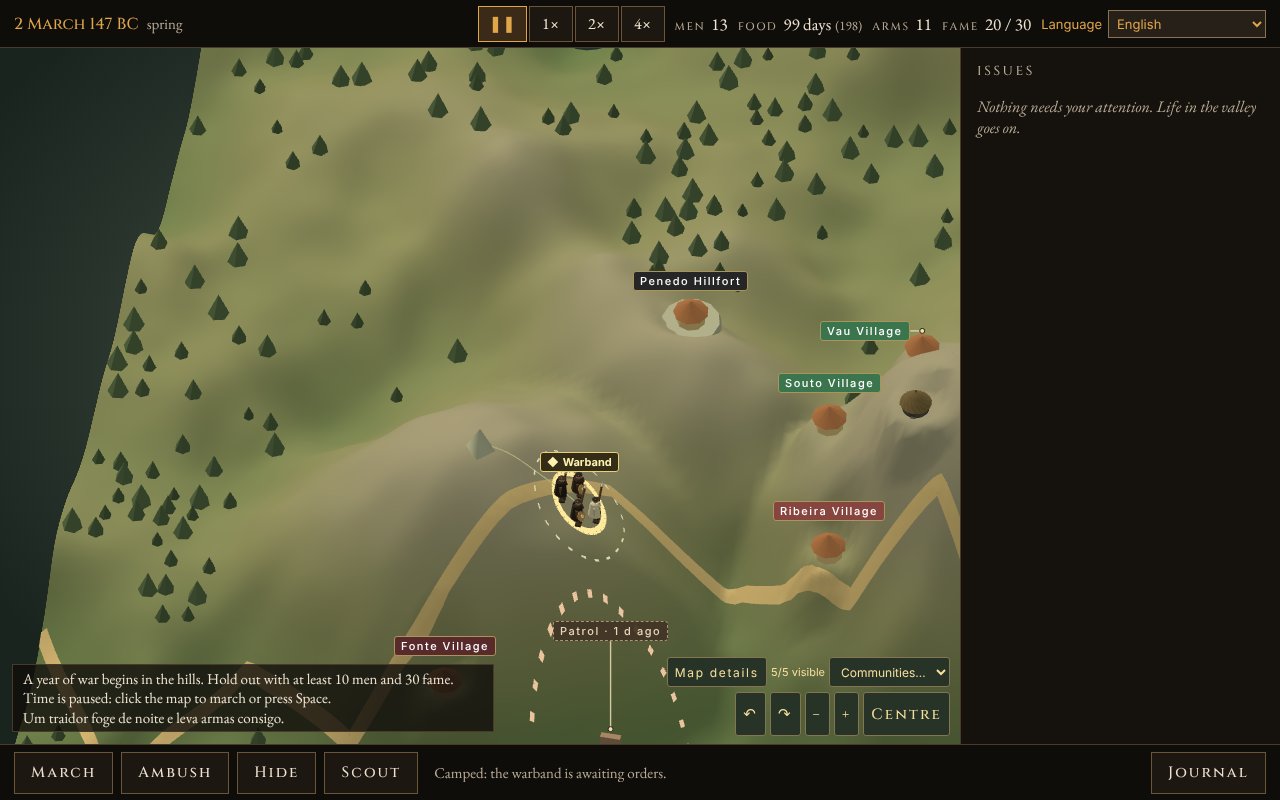 2 MARCH 147 BC spring
❚❚ 1× 2× 4× MEN 13 FOOD 99 days (198) ARMS 11 FAME 20 / 30 Language English
ISSUES
Nothing needs your attention. Life in the valley
goes on.
Penedo Hillfort
Vau Village
Souto Village
◆ Warband
Ribeira Village
Patrol · 1 d ago
Fonte Village
Map details 5/5 visible Communities...
A year of war begins in the hills. Hold out with at least 10 men and 30 fame.
Time is paused: click the map to march or press Space.
Um traidor foge de noite e leva armas consigo.
↶ ↷ − + CENTRE
MARCH AMBUSH HIDE SCOUT Camped: the warband is awaiting orders. JOURNAL